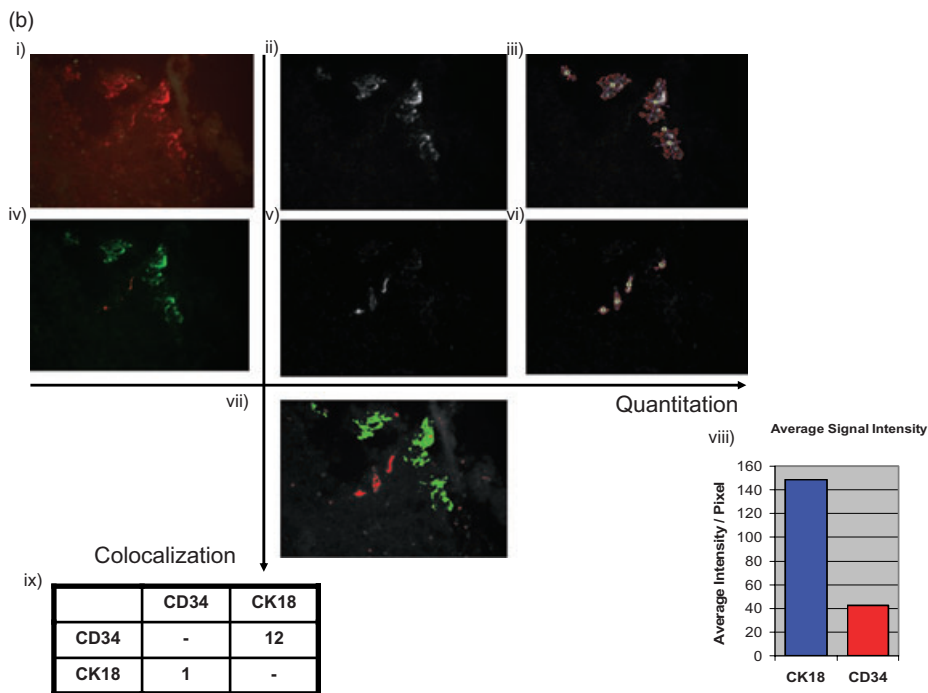 (b)
i)
ii)
iii)
iv)
v)
vi)
Quantitation
vii)
viii)
Average Signal Intensity
Average Intensity / Pixel
160
140
120
100
80
60
40
20
0
CK18 CD34
Colocalization
ix)
CD34 CK18
CD34 - 12
CK18 1 -